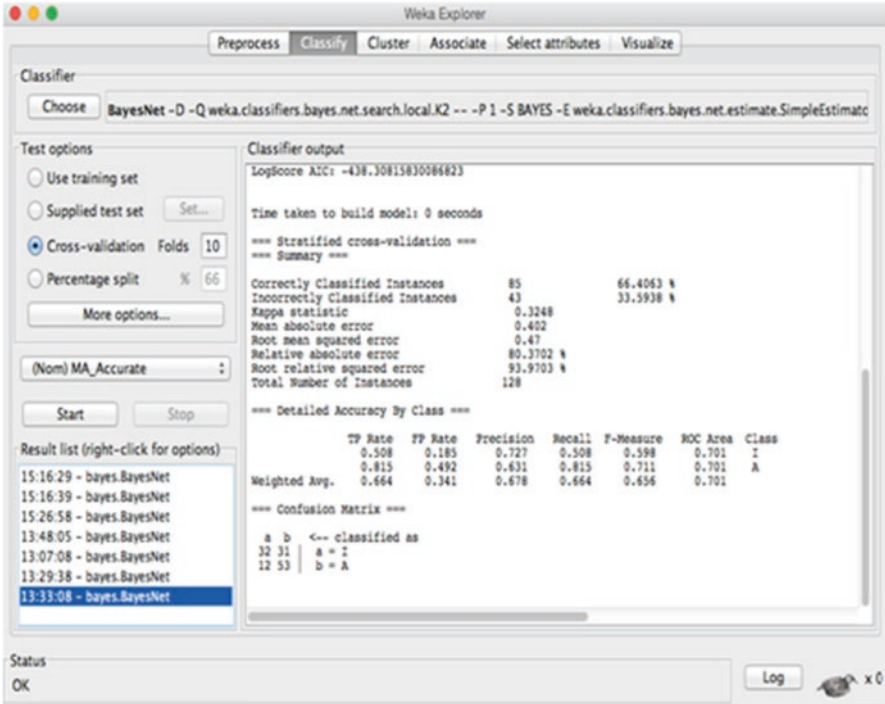 Weka Explorer
Preprocess Classify Cluster Associate Select attributes Visualize
Classifier
Choose BayesNet -D -Q weka.classifiers.bayes.net.search.local.K2 -- -P 1 -S BAYES -E weka.classifiers.bayes.net.estimate.SimpleEstimato
Test options
Use training set
Supplied test set Set...
Cross-validation Folds 10
Percentage split % 66
More options...
(Nom) MA_Accurate
Start Stop
Result list (right-click for options)
15:16:29 - bayes.BayesNet
15:16:39 - bayes.BayesNet
15:26:58 - bayes.BayesNet
13:48:05 - bayes.BayesNet
13:07:08 - bayes.BayesNet
13:29:38 - bayes.BayesNet
13:33:08 - bayes.BayesNet
Classifier output
LogScore AIC: -438.30815830086823
Time taken to build model: 0 seconds
=== Stratified cross-validation ===
=== Summary ===
Correctly Classified Instances 85 66.4063 %
Incorrectly Classified Instances 43 33.5938 %
Kappa statistic 0.3248
Mean absolute error 0.402
Root mean squared error 0.47
Relative absolute error 80.3702 %
Root relative squared error 93.9703 %
Total Number of Instances 128
=== Detailed Accuracy By Class ===
TP Rate FP Rate Precision Recall F-Measure ROC Area Class
0.508 0.185 0.727 0.508 0.598 0.701 I
0.815 0.492 0.631 0.815 0.711 0.701 A
Weighted Avg. 0.664 0.341 0.678 0.664 0.656 0.701
=== Confusion Matrix ===
a b <-- classified as
32 31 | a = I
12 53 | b = A
Status
OK
Log
x 0